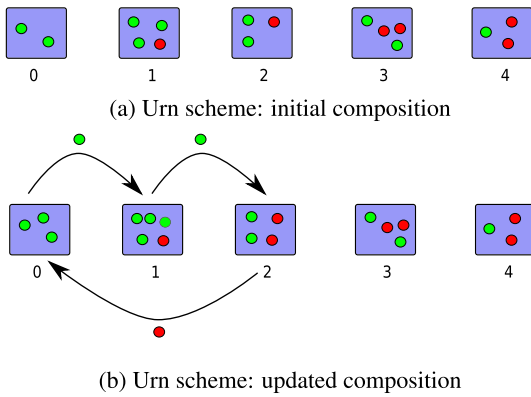 0 1 2 3 4
(a) Urn scheme: initial composition
0 1 2 3 4
(b) Urn scheme: updated composition